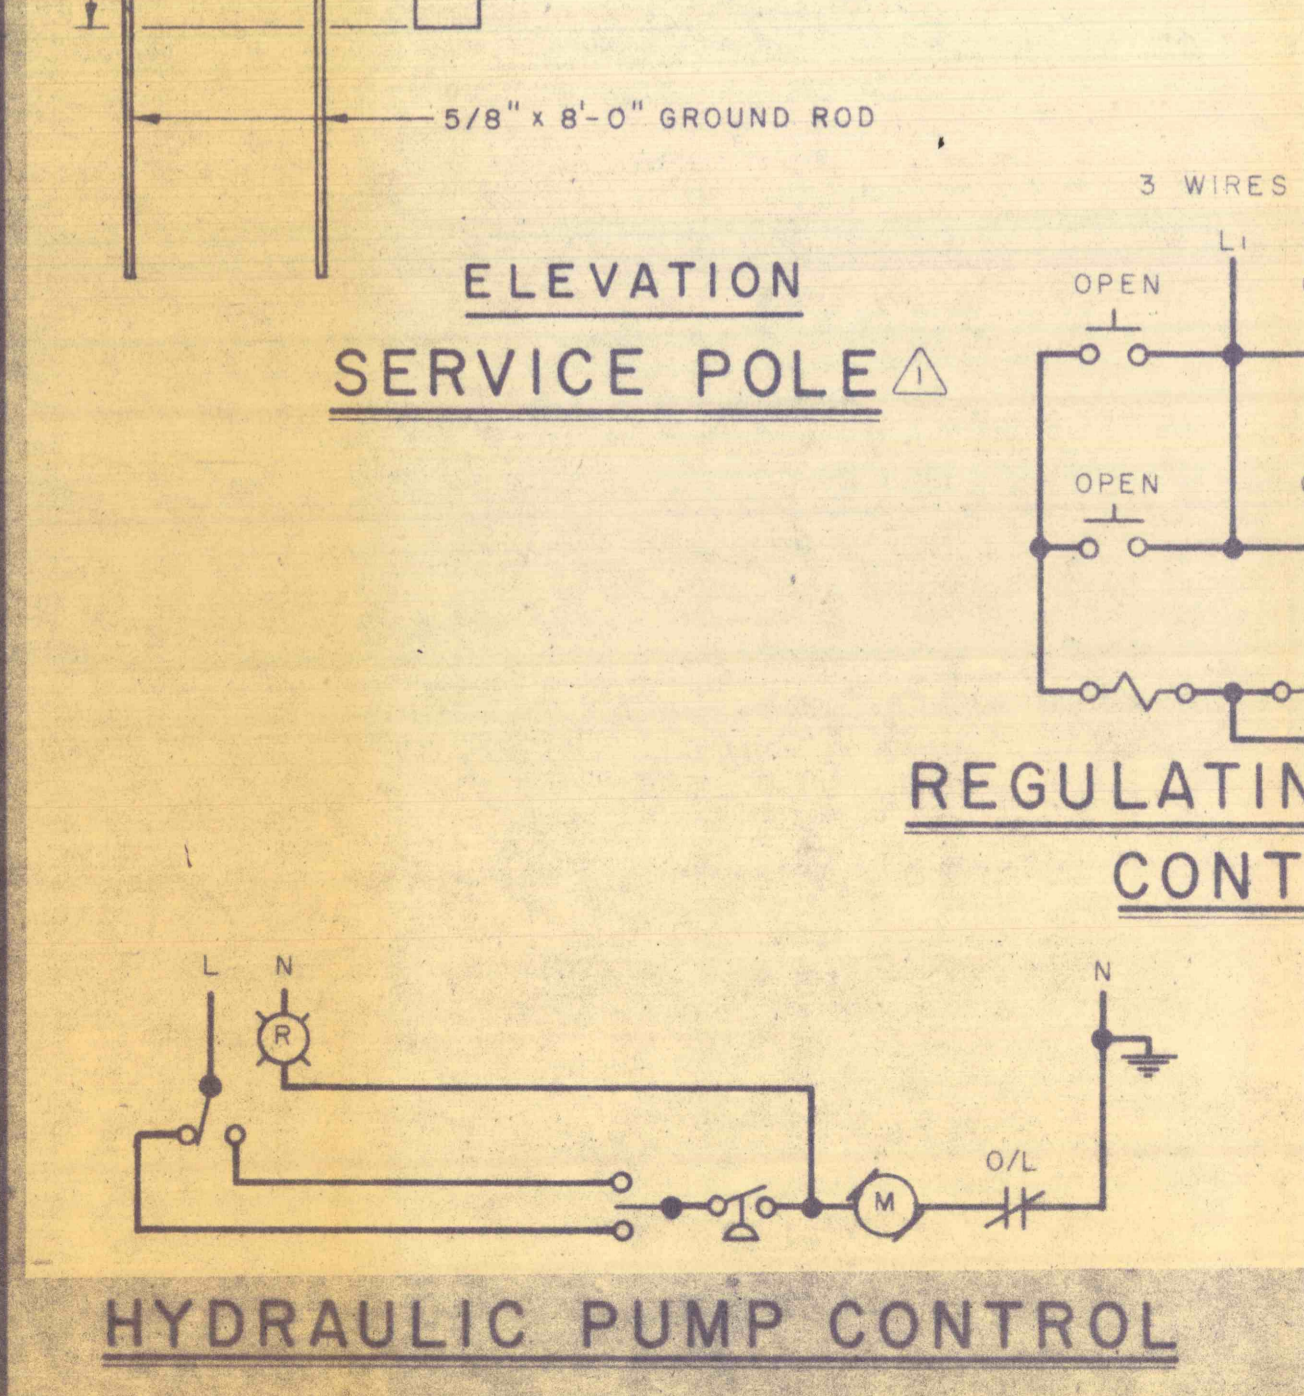 5/8" x 8'-0" GROUND ROD
3 WIRES
L1
OPEN
ELEVATION
SERVICE POLE 1
OPEN
REGULATIN
CONT
L N
N
R
O/L
M
HYDRAULIC PUMP CONTROL